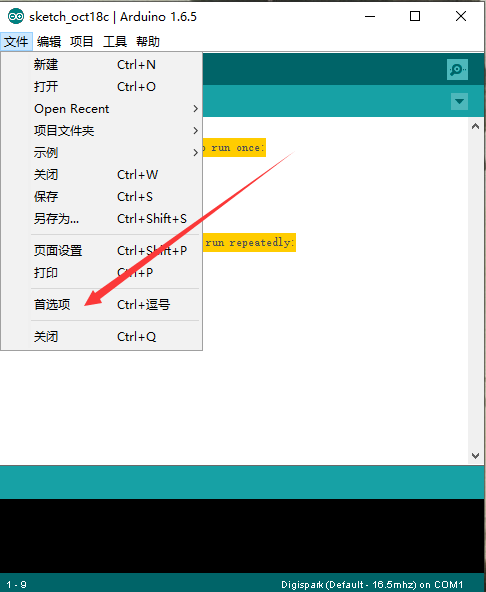 sketch_oct18c | Arduino 1.6.5
文件 编辑 项目 工具 帮助
新建 Ctrl+N
打开 Ctrl+O
Open Recent
项目文件夹
示例
run once:
关闭 Ctrl+W
保存 Ctrl+S
另存为... Ctrl+Shift+S
run repeatedly:
页面设置 Ctrl+Shift+P
打印 Ctrl+P
首选项 Ctrl+逗号
关闭 Ctrl+Q
1 - 9 Digispark (Default - 16.5mhz) on COM1